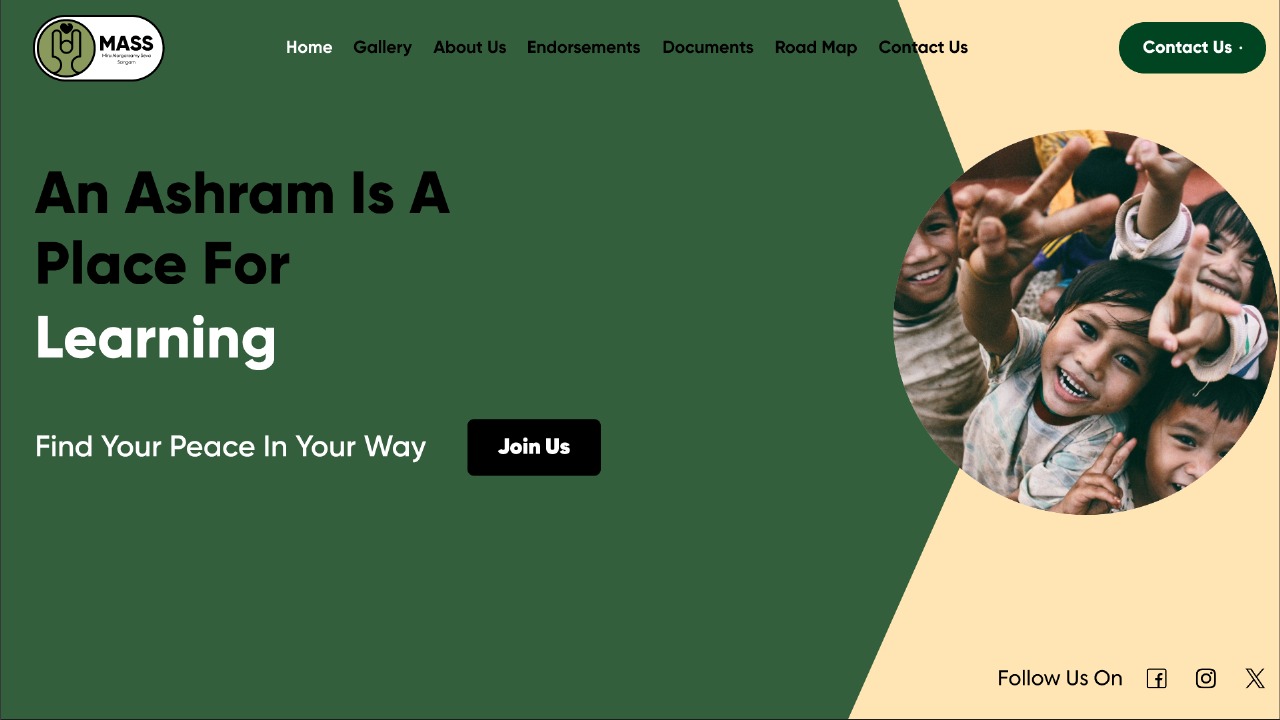 MASS
Sangam
Home Gallery About Us Endorsements Documents Road Map Contact Us
Contact Us
An Ashram Is A
Place For
Learning
Find Your Peace In Your Way
Join Us
Follow Us On